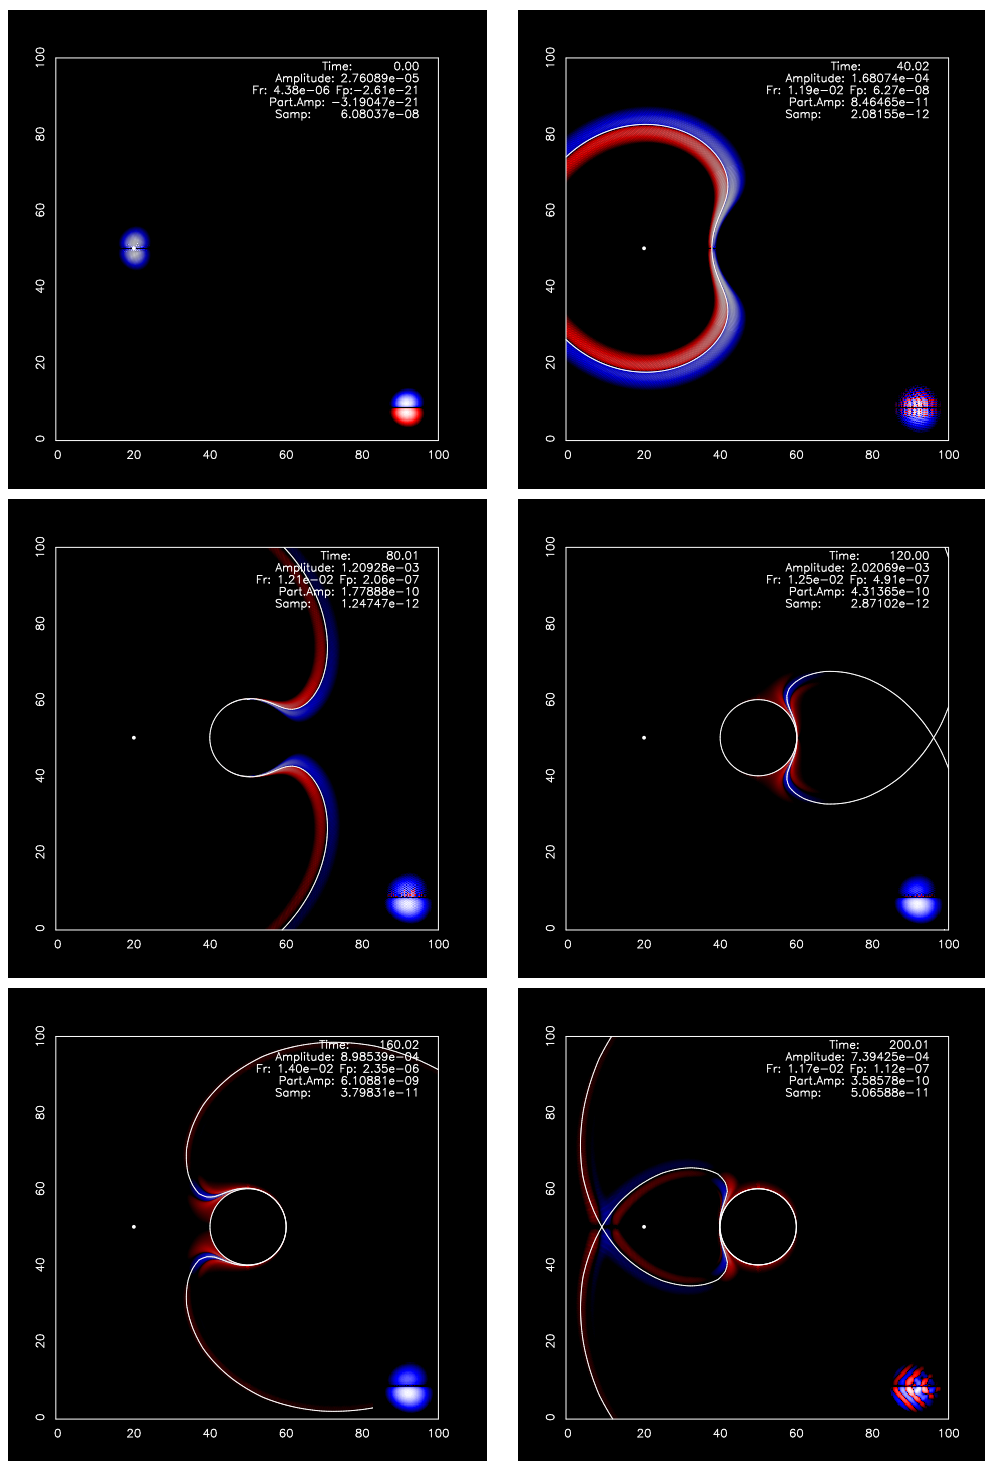 Time: 0.00
Amplitude: 2.76089e-05
Fr: 4.38e-06 Fp:-2.61e-21
Part.Amp: -3.19047e-21
Samp: 6.08037e-08
100
80
60
40
20
0
0 20 40 60 80 100
Time: 40.02
Amplitude: 1.68074e-04
Fr: 1.19e-02 Fp: 6.27e-08
Part.Amp: 8.46465e-11
Samp: 2.08155e-12
100
80
60
40
20
0
0 20 40 60 80 100
Time: 80.01
Amplitude: 1.20928e-03
Fr: 1.21e-02 Fp: 2.06e-07
Part.Amp: 1.77888e-10
Samp: 1.24747e-12
100
80
60
40
20
0
0 20 40 60 80 100
Time: 120.00
Amplitude: 2.02069e-03
Fr: 1.25e-02 Fp: 4.91e-07
Part.Amp: 4.31365e-10
Samp: 2.87102e-12
100
80
60
40
20
0
0 20 40 60 80 100
Time: 160.02
Amplitude: 8.98539e-04
Fr: 1.40e-02 Fp: 2.35e-06
Part.Amp: 6.10881e-09
Samp: 3.79831e-11
100
80
60
40
20
0
0 20 40 60 80 100
Time: 200.01
Amplitude: 7.39425e-04
Fr: 1.17e-02 Fp: 1.12e-07
Part.Amp: 3.58578e-10
Samp: 5.06588e-11
100
80
60
40
20
0
0 20 40 60 80 100